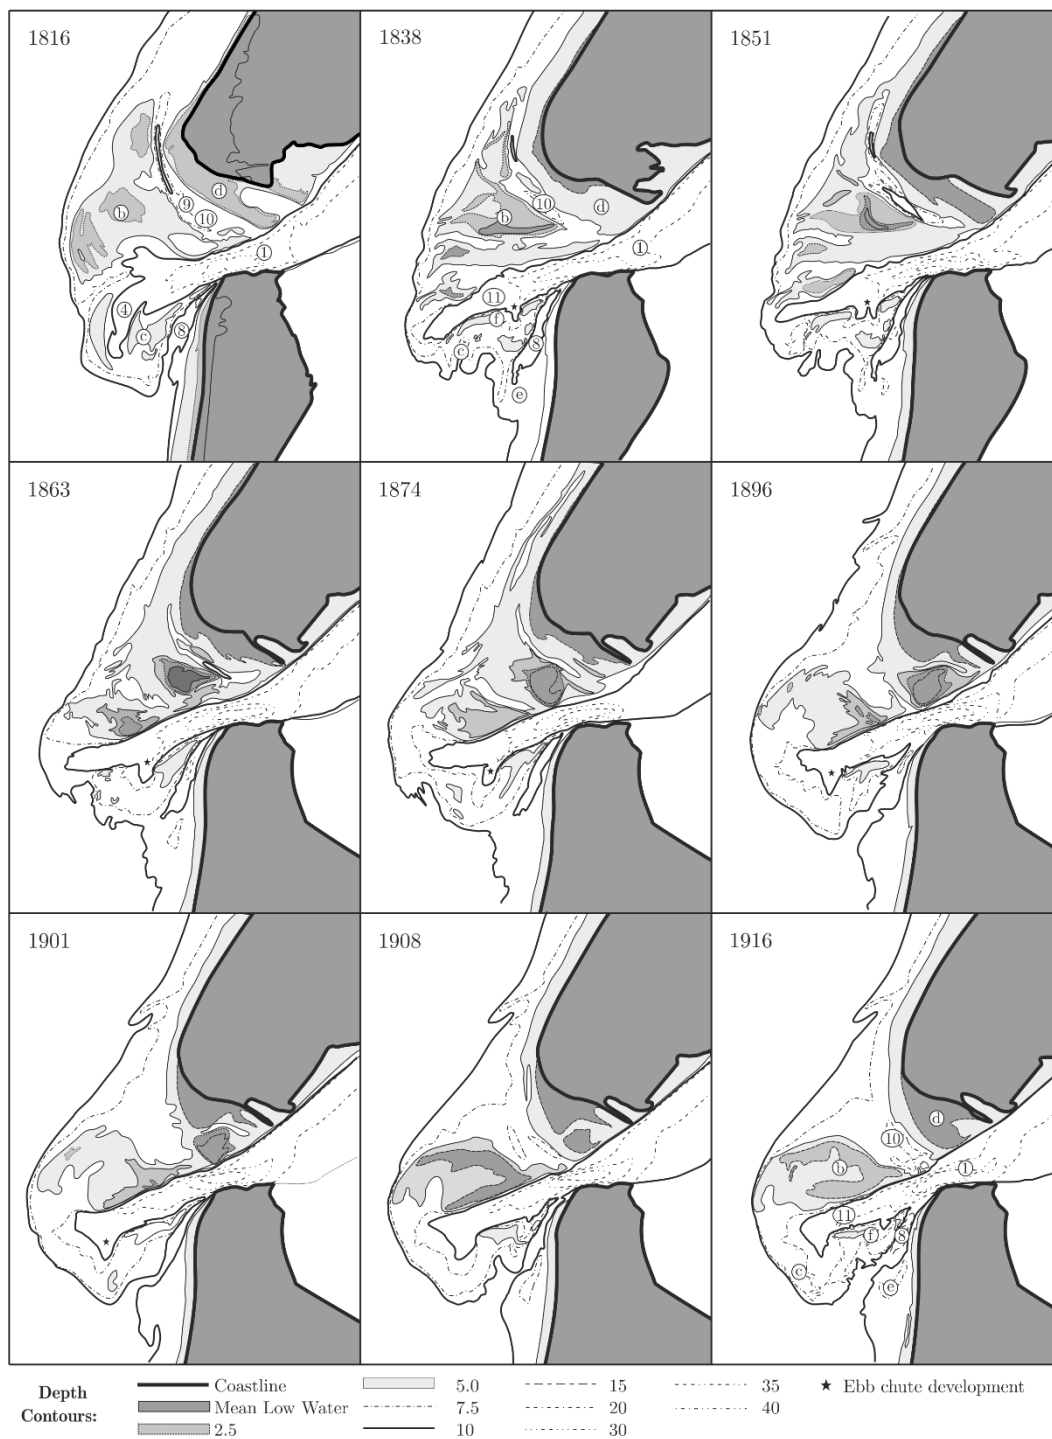 1816
1838
1851
b
9
10
d
1
4
c
8
b
10
d
1
11
f
c
8
e
1863
1874
1896
1901
1908
1916
d
10
b
1
11
f
8
c
e
Depth Contours:
Coastline
Mean Low Water
2.5
5.0
7.5
10
15
20
30
35
40
Ebb chute development